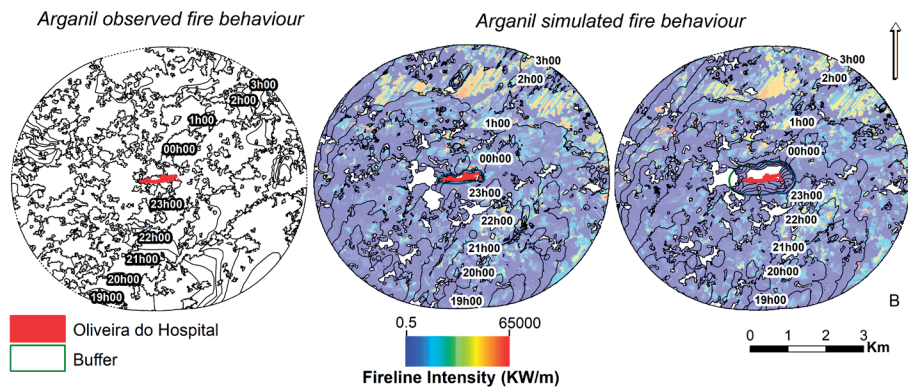 Arganil observed fire behaviour
Arganil simulated fire behaviour
3h00
2h00
1h00
00h00
23h00
22h00
21h00
20h00
19h00
3h00
2h00
1h00
00h00
23h00
22h00
21h00
20h00
19h00
3h00
2h00
1h00
00h00
23h00
22h00
21h00
20h00
19h00
B
Oliveira do Hospital
Buffer
0.5 65000
Fireline Intensity (KW/m)
0 1 2 3
Km